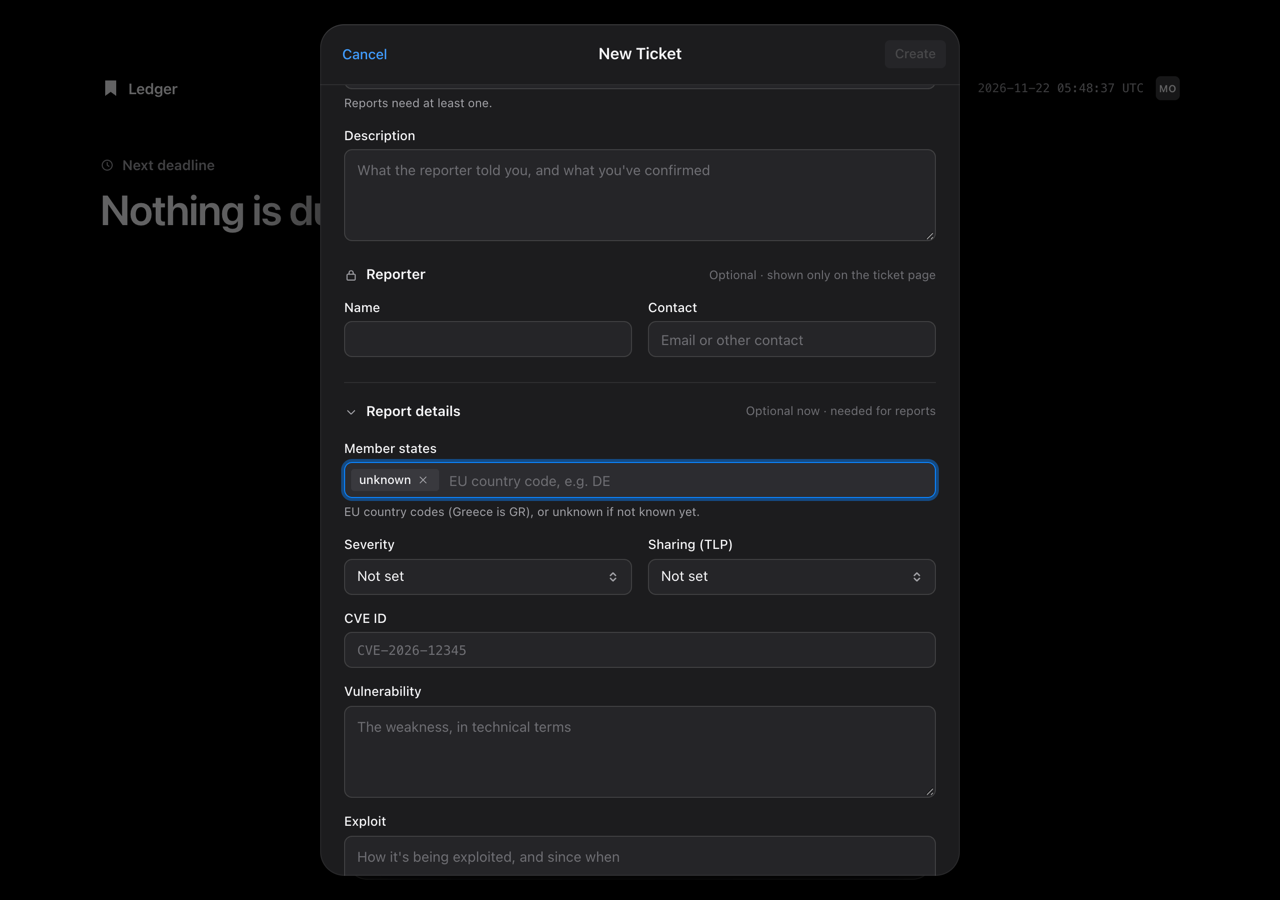 Cancel
New Ticket
Create
Ledger
2026-11-22 05:48:37 UTC
MO
Reports need at least one.
Description
What the reporter told you, and what you've confirmed
Next deadline
Nothing is du
Reporter
Optional · shown only on the ticket page
Name
Contact
Email or other contact
Report details
Optional now · needed for reports
Member states
unknown ×
EU country code, e.g. DE
EU country codes (Greece is GR), or unknown if not known yet.
Severity
Sharing (TLP)
Not set
Not set
CVE ID
CVE-2026-12345
Vulnerability
The weakness, in technical terms
Exploit
How it's being exploited, and since when